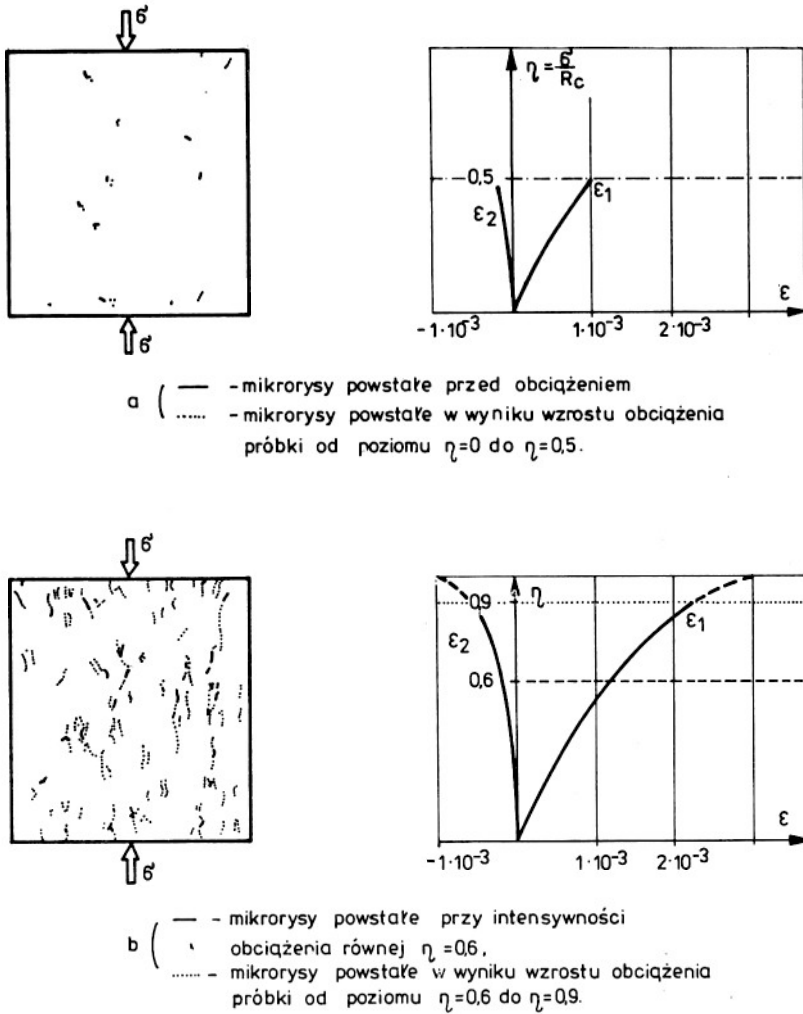 σ
η = σ/Rc
0,5
ε2
ε1
ε
-1·10⁻³
1·10⁻³
2·10⁻³
σ
a
— - mikrorysy powstałe przed obciążeniem
...... - mikrorysy powstałe w wyniku wzrostu obciążenia
próbki od poziomu η=0 do η=0,5.
σ
η
0,9
ε2
ε1
0,6
ε
-1·10⁻³
1·10⁻³
2·10⁻³
σ
b
— - mikrorysy powstałe przy intensywności
obciążenia równej η =0,6,
....... - mikrorysy powstałe w wyniku wzrostu obciążenia
próbki od poziomu η=0,6 do η=0,9.